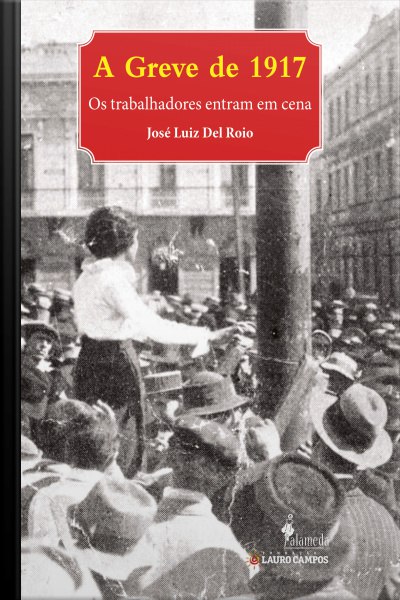 A Greve de 1917
Os trabalhadores entram em cena
José Luiz Del Roio
alameda
LAURO CAMPOS